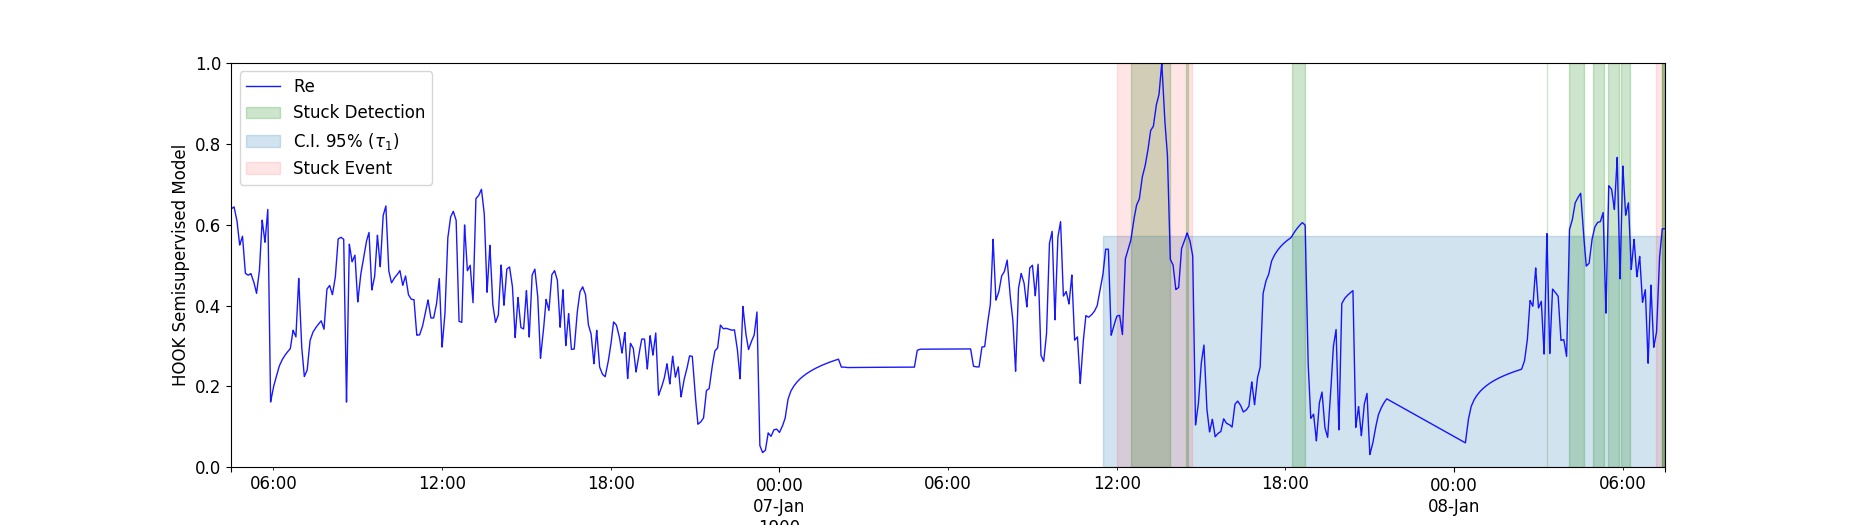 1.0
0.8
0.6
0.4
0.2
0.0
HOOK Semisupervised Model
Re
Stuck Detection
C.I. 95% (τ₁)
Stuck Event
06:00
12:00
18:00
00:00
07-Jan
1900
06:00
12:00
18:00
00:00
08-Jan
06:00